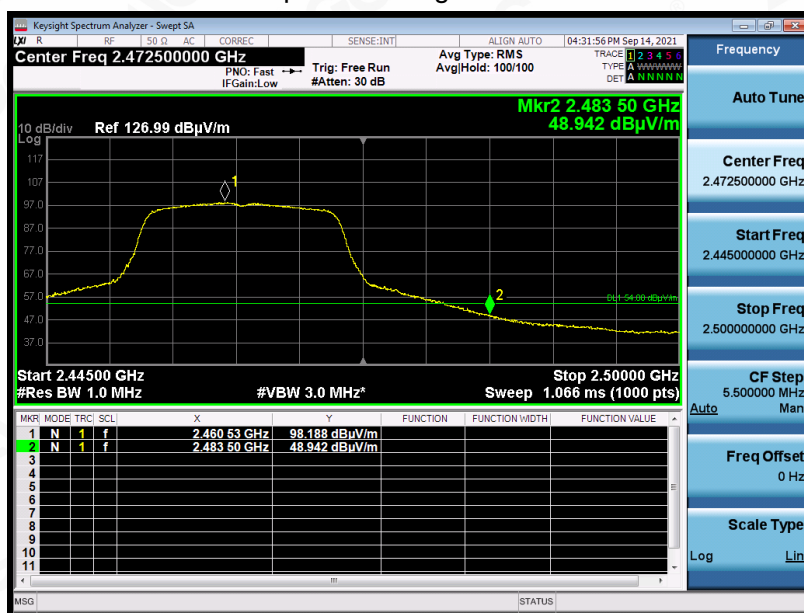 Keysight Spectrum Analyzer - Swept SA
LXI R RF 50 Ω AC CORREC SENSE:INT ALIGN AUTO 04:31:56 PM Sep 14, 2021
Center Freq 2.472500000 GHz
PNO: Fast
IFGain:Low
Trig: Free Run
#Atten: 30 dB
Avg Type: RMS
Avg|Hold: 100/100
TRACE 1 2 3 4 5 6
TYPE A WWWWW
DET A N N N N N
Mkr2 2.483 50 GHz
48.942 dBµV/m
10 dB/div Ref 126.99 dBµV/m
Log
117
107
97.0
87.0
77.0
67.0
57.0
47.0
37.0
1
2
DL1 54.00 dBµV/m
Start 2.44500 GHz Stop 2.50000 GHz
#Res BW 1.0 MHz #VBW 3.0 MHz* Sweep 1.066 ms (1000 pts)
MKR MODE TRC SCL X Y FUNCTION FUNCTION WIDTH FUNCTION VALUE
1 N 1 f 2.460 53 GHz 98.188 dBµV/m
2 N 1 f 2.483 50 GHz 48.942 dBµV/m
3
4
5
6
7
8
9
10
11
MSG STATUS
Frequency
Auto Tune
Center Freq
2.472500000 GHz
Start Freq
2.445000000 GHz
Stop Freq
2.500000000 GHz
CF Step
5.500000 MHz
Auto Man
Freq Offset
0 Hz
Scale Type
Log Lin